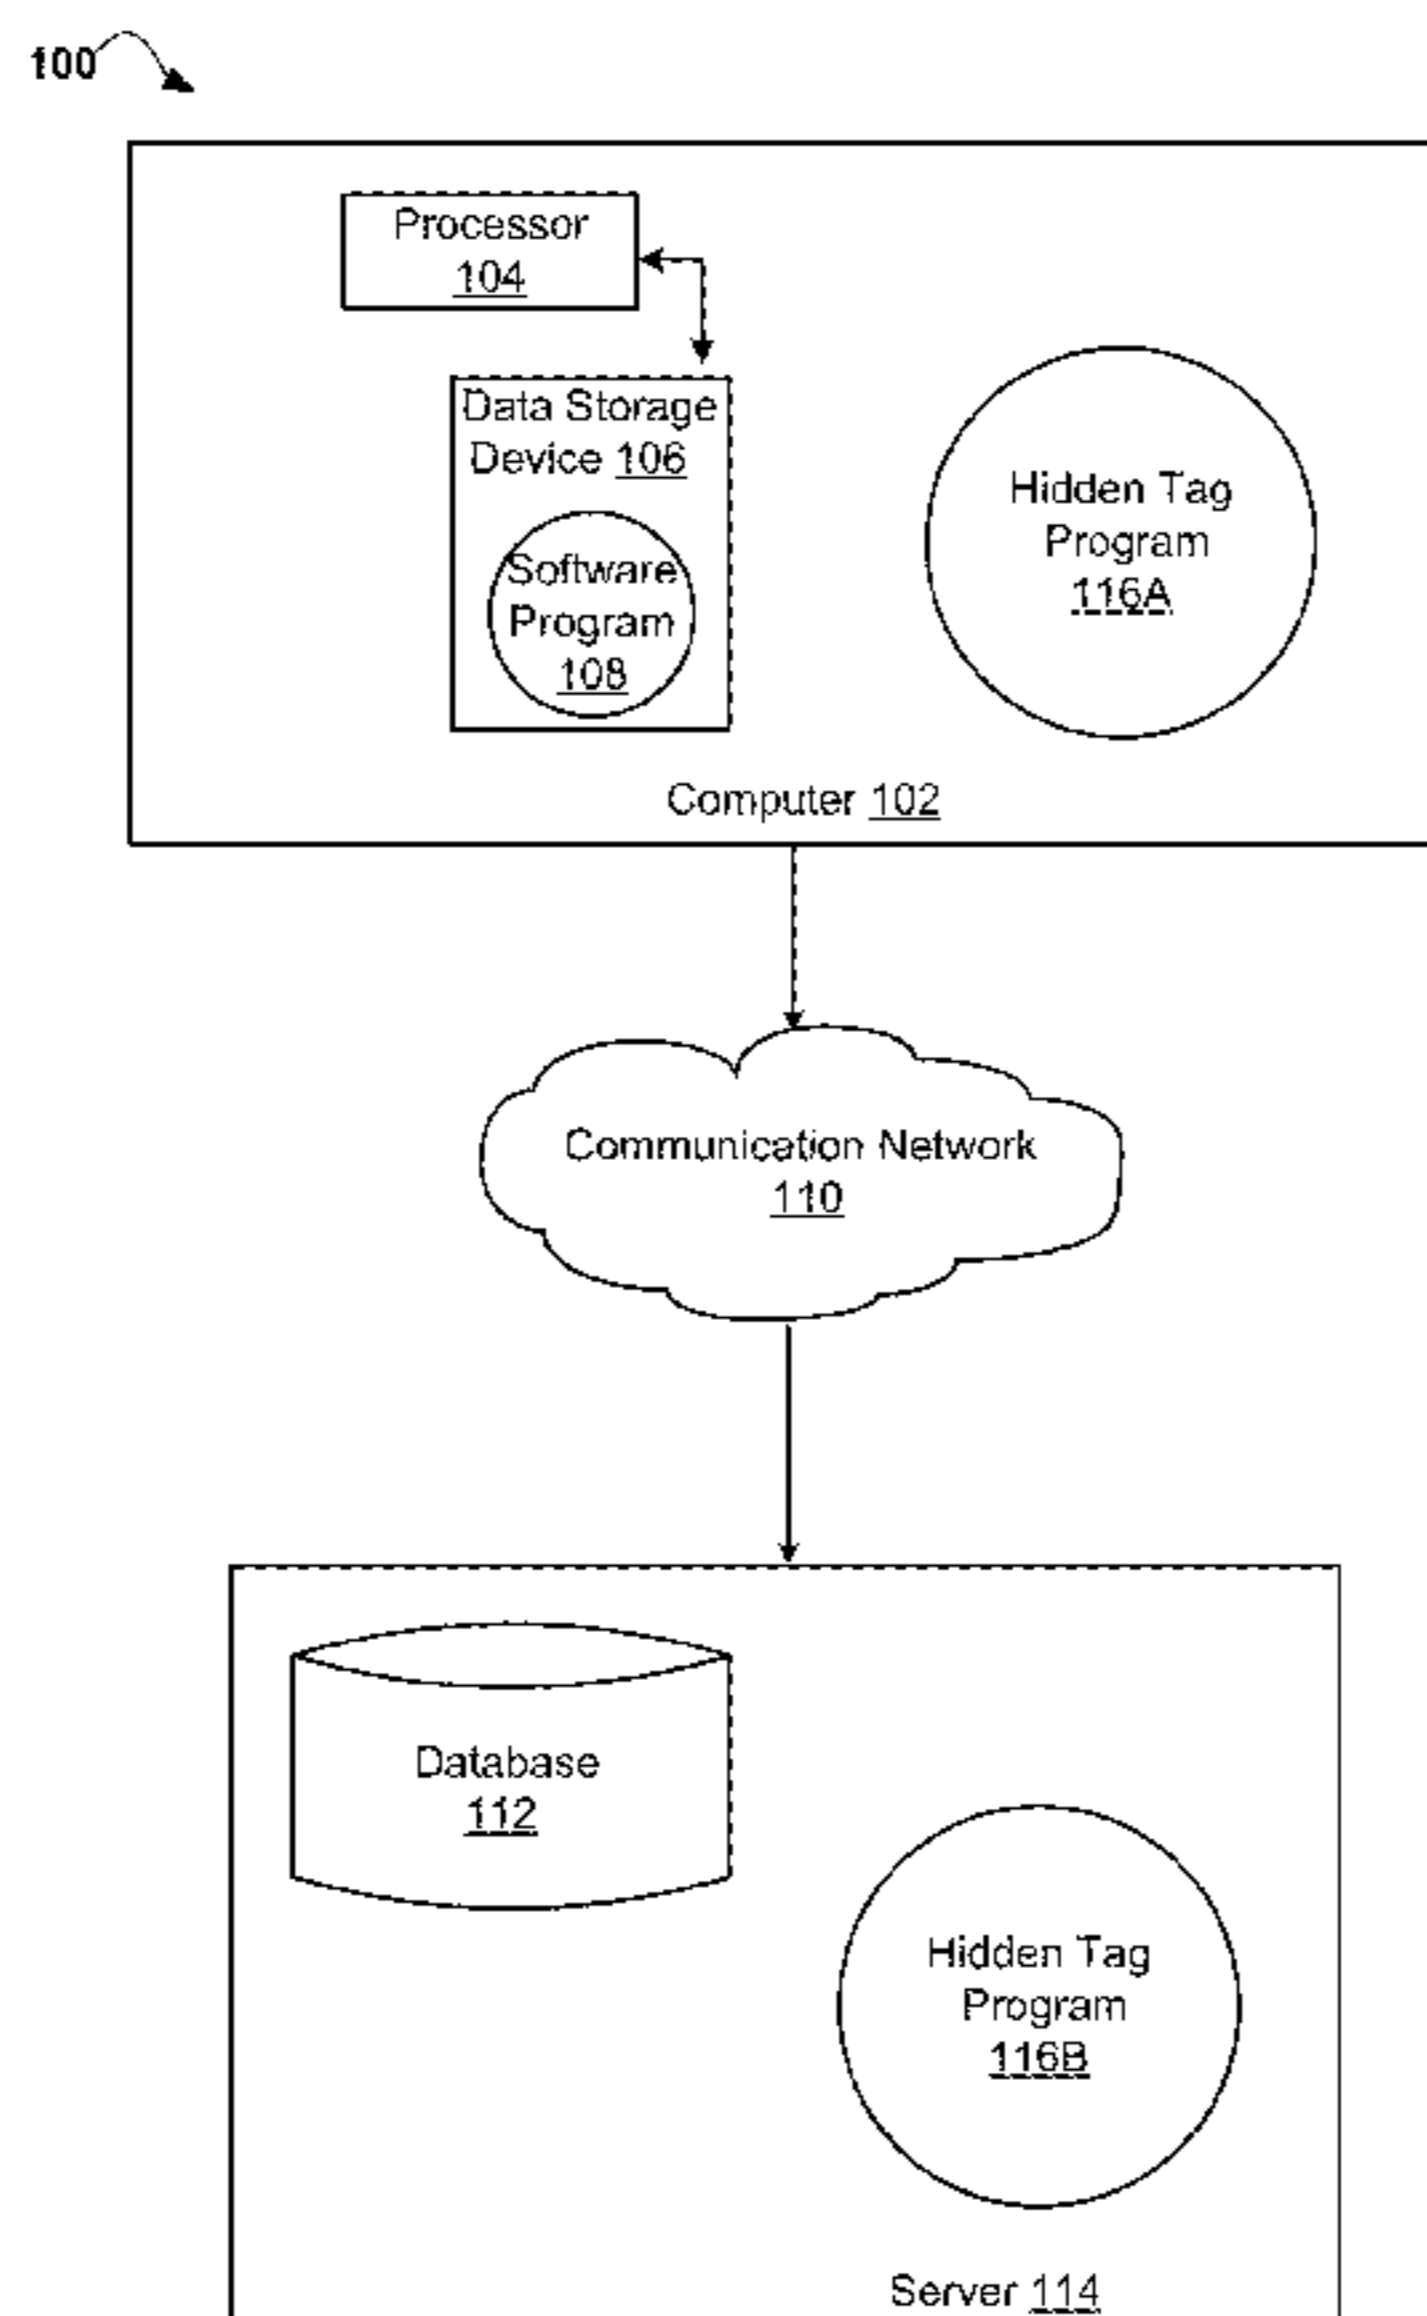 100
Processor
104
Data Storage
Device 106
Software
Program
108
Hidden Tag
Program
116A
Computer 102
Communication Network
110
Database
112
Hidden Tag
Program
116B
Server 114